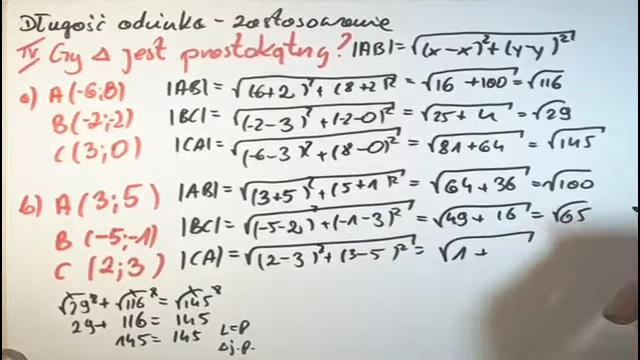 Długość odcinka - zastosowanie
IV Czy △ jest prostokątny? |AB| = √(x-x)²+(y-y)²
a) A(-6;8) |AB| = √(6+2)²+(8+2)² = √16+100 = √116
B(-2;-2) |BC| = √(-2-3)²+(-2-0)² = √25+4 = √29
C(3;0) |CA| = √(-6-3)²+(8-0)² = √81+64 = √145
b) A(3;5) |AB| = √(3+5)²+(5+1)² = √64+36 = √100
B(-5;-1) |BC| = √(-5-2)²+(-1-3)² = √49+16 = √65
C(2;3) |CA| = √(2-3)²+(3-5)² = √1+
√29² + √116² = √145²
29+ 116 = 145
145 = 145 L=P
△ j. p.